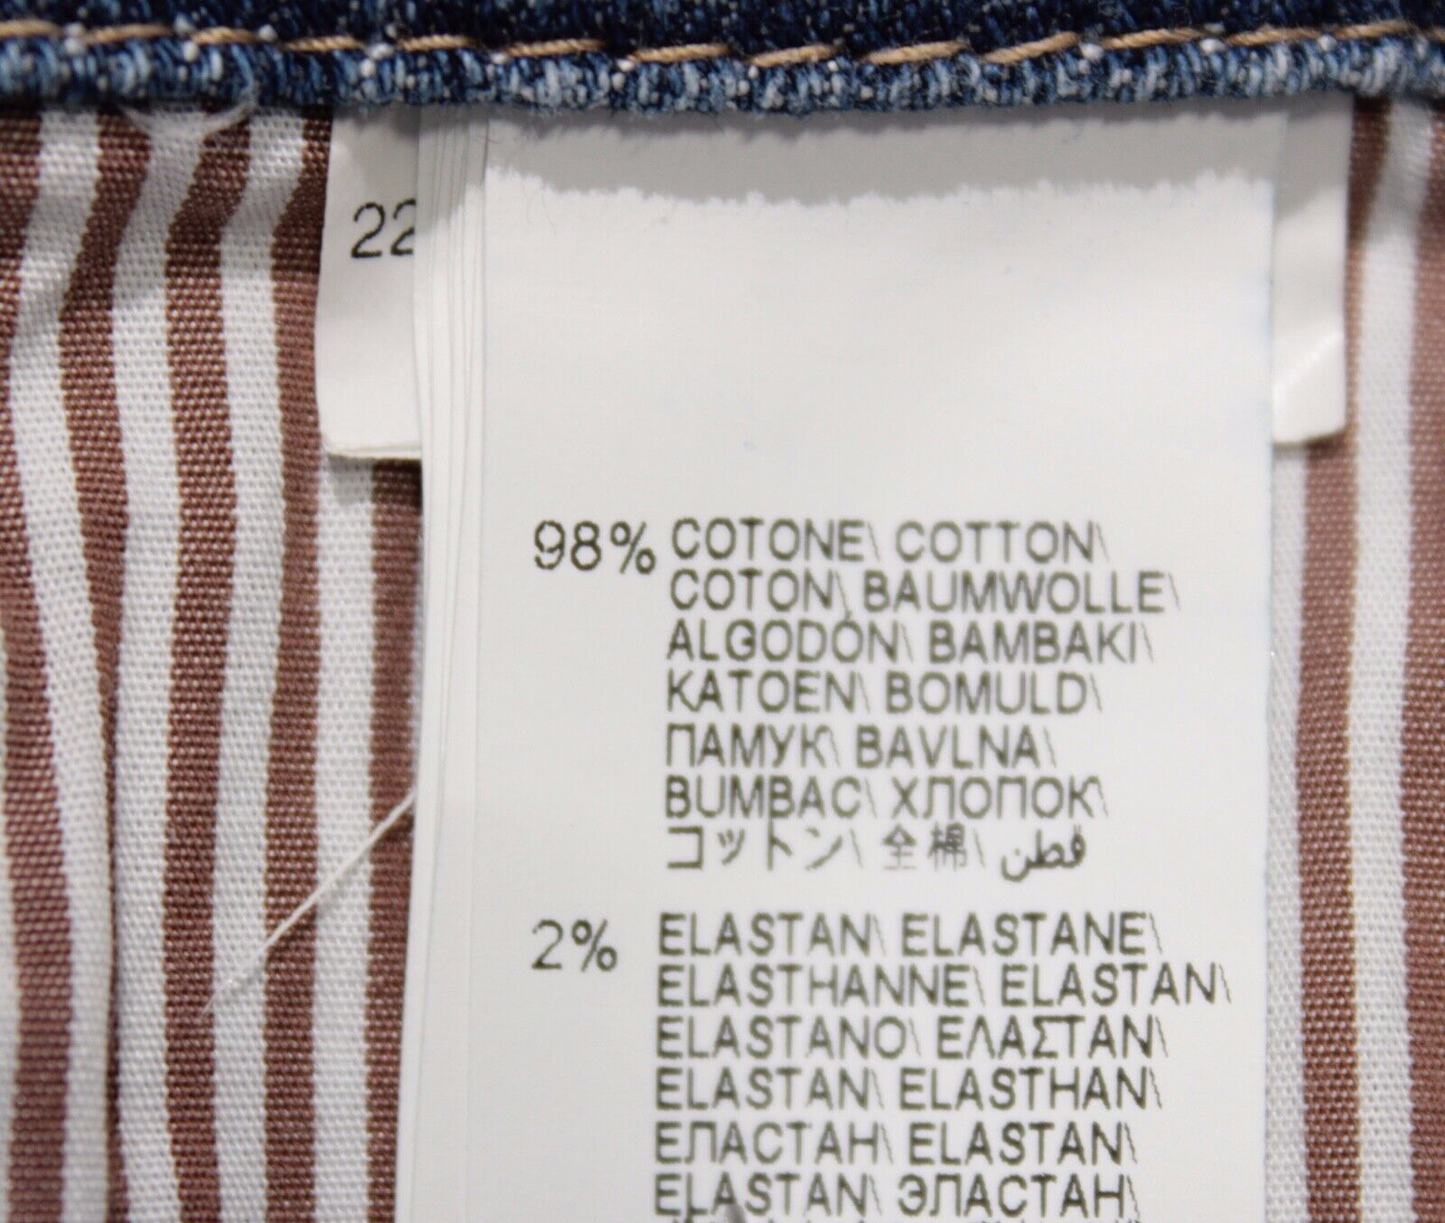 22
98% COTONE\ COTTON\
COTON\ BAUMWOLLE\
ALGODÓN\ BAMBAKI\
KATOEN\ BOMULD\
ПАМУК\ BAVLNA\
BUMBAC\ ХЛОПОК\
コットン\ 全棉\ قطن
2% ELASTAN\ ELASTANE\
ELASTHANNE\ ELASTAN\
ELASTANO\ ΕΛΑΣΤΑΝ\
ELASTAN\ ELASTHAN\
ЕПАСТАН\ ELASTAN\
ELASTAN\ ЭЛАСТАН\